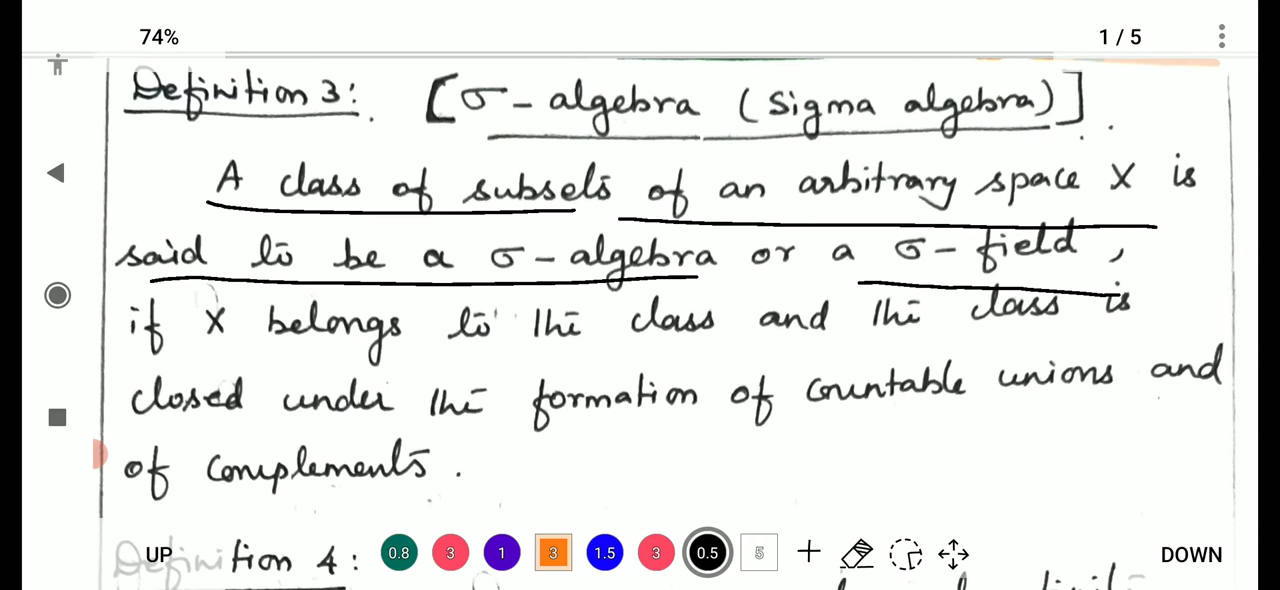 74%
1 / 5
Definition 3: [σ - algebra (Sigma algebra)].
A class of subsets of an arbitrary space X is
said to be a σ - algebra or a σ - field,
if X belongs to the class and the class is
closed under the formation of countable unions and
of complements.
Definition 4:
UP 0.8 3 1 3 1.5 3 0.5 5 DOWN